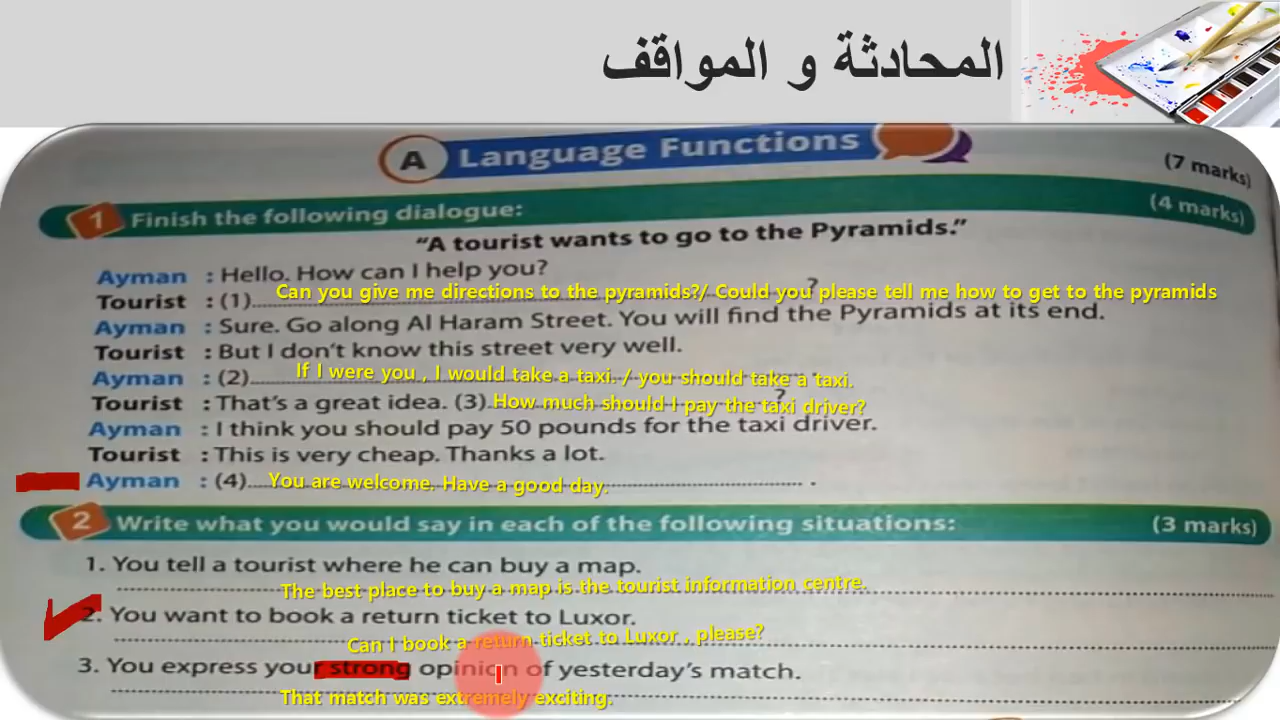 المحادثة و المواقف
A Language Functions
(7 marks)
1 Finish the following dialogue:
(4 marks)
“A tourist wants to go to the Pyramids.”
Ayman : Hello. How can I help you?
Tourist : (1) Can you give me directions to the pyramids?/ Could you please tell me how to get to the pyramids ?
Ayman : Sure. Go along Al Haram Street. You will find the Pyramids at its end.
Tourist : But I don't know this street very well.
Ayman : (2) If I were you , I would take a taxi. / you should take a taxi. .
Tourist : That's a great idea. (3) How much should I pay the taxi driver? ?
Ayman : I think you should pay 50 pounds for the taxi driver.
Tourist : This is very cheap. Thanks a lot.
Ayman : (4) You are welcome. Have a good day. .
2 Write what you would say in each of the following situations:
(3 marks)
1. You tell a tourist where he can buy a map.
The best place to buy a map is the tourist information centre.
2. You want to book a return ticket to Luxor.
Can I book a return ticket to Luxor , please?
3. You express your strong opinion of yesterday's match.
That match was extremely exciting.